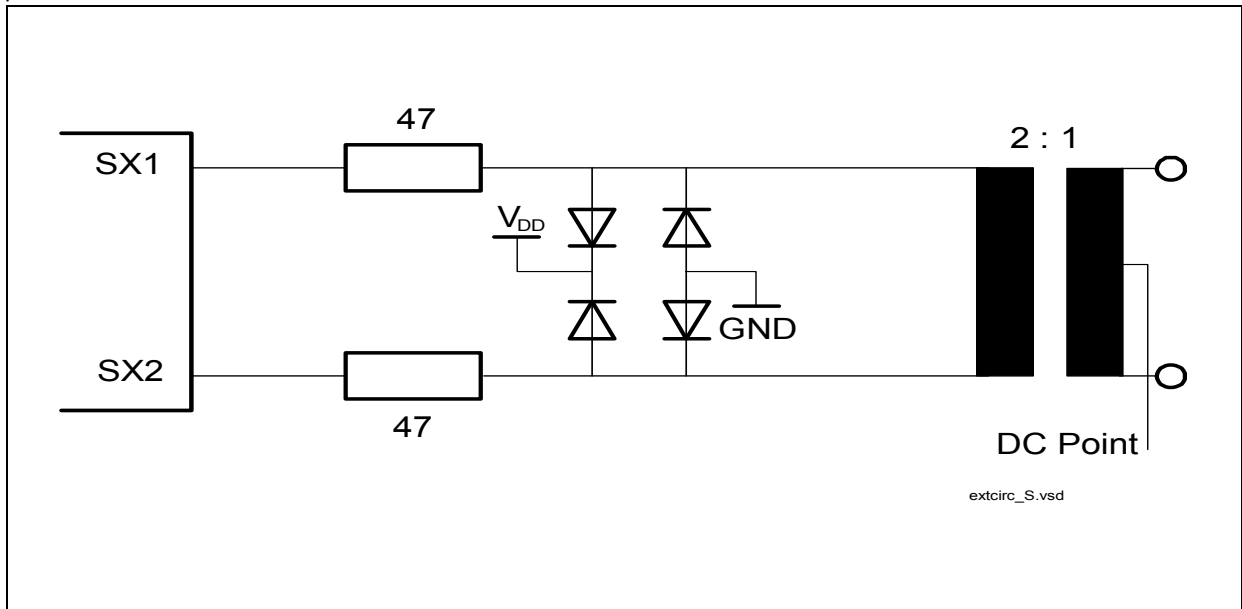 47
2 : 1
SX1
VDD
GND
SX2
47
DC Point
extcirc_S.vsd